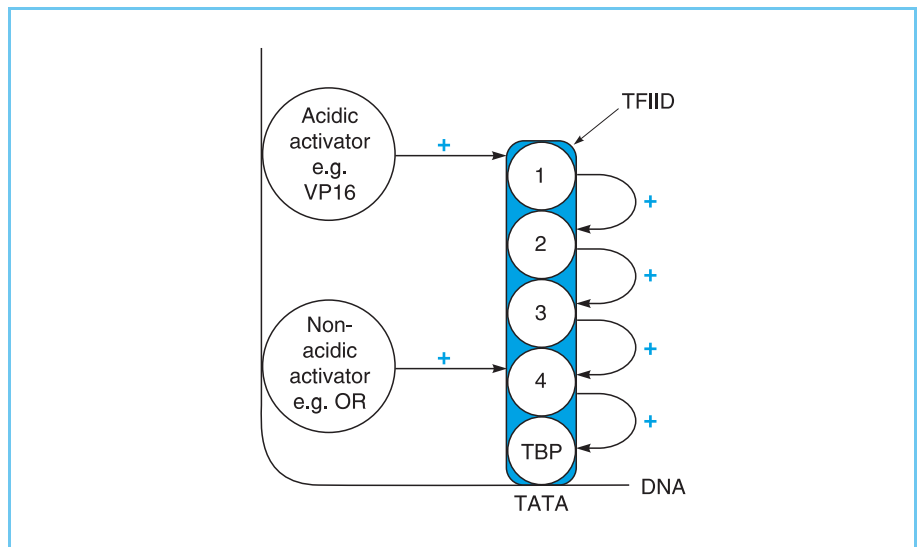 Acidic
activator
e.g.
VP16
+
TFIID
1
+
2
+
3
+
Non-
acidic
activator
e.g. OR
+
4
+
TBP
TATA
DNA